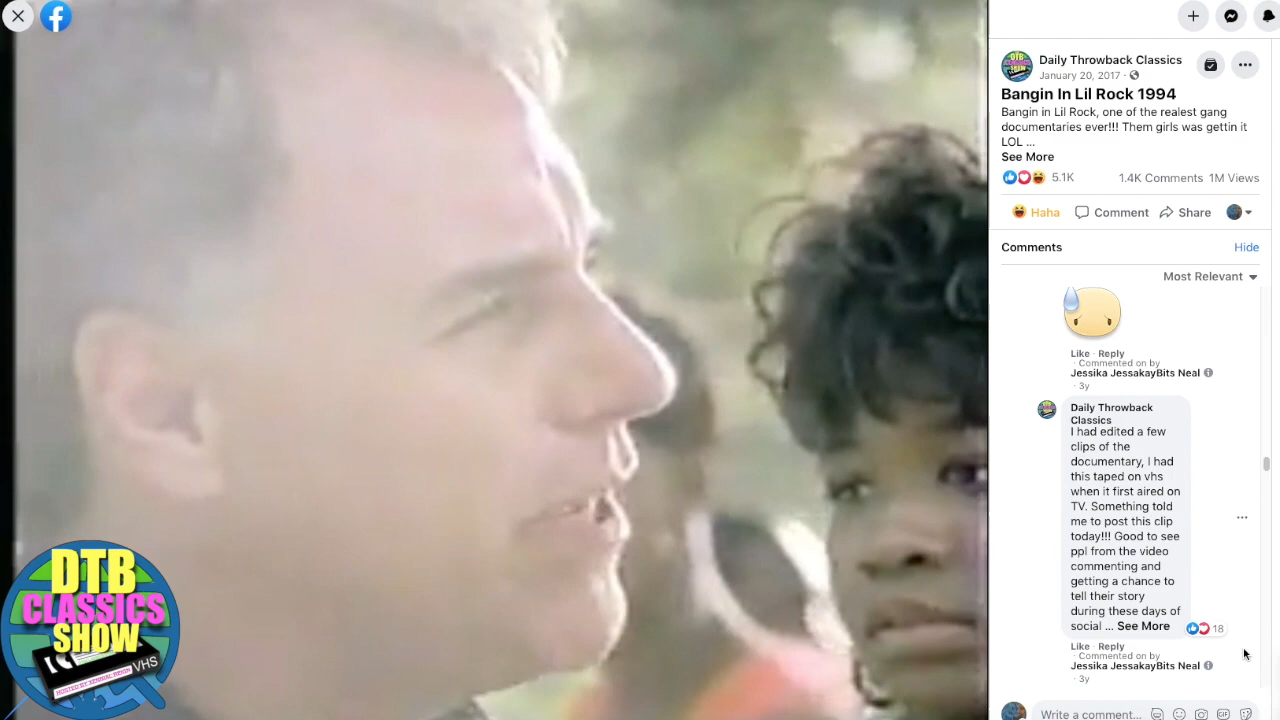 DTB
CLASSICS
SHOW
VHS
Daily Throwback Classics
January 20, 2017 ·
Bangin In Lil Rock 1994
Bangin in Lil Rock, one of the realest gang
documentaries ever!!! Them girls was gettin it
LOL ...
See More
5.1K
1.4K Comments 1M Views
Haha Comment Share
Comments Hide
Most Relevant
Like · Reply
· Commented on by
Jessika JessakayBits Neal
· 3y
Daily Throwback
Classics
I had edited a few
clips of the
documentary, I had
this taped on vhs
when it first aired on
TV. Something told
me to post this clip
today!!! Good to see
ppl from the video
commenting and
getting a chance to
tell their story
during these days of
social ... See More
18
Like · Reply
· Commented on by
Jessika JessakayBits Neal
· 3y
Write a comment...
GIF